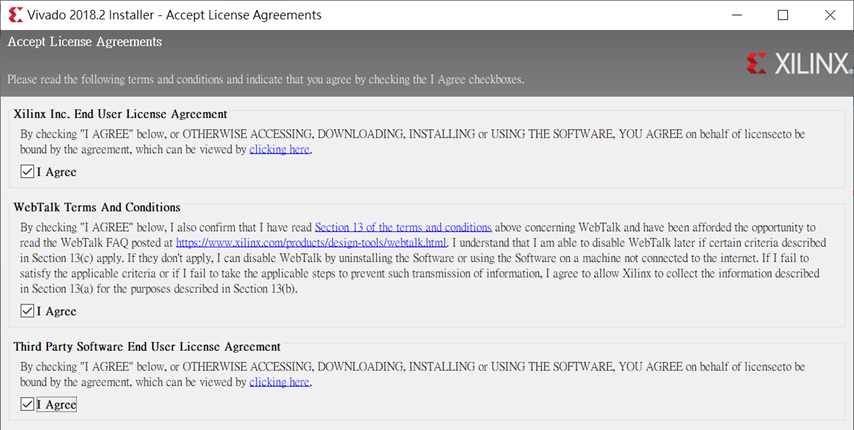 Vivado 2018.2 Installer - Accept License Agreements
Accept License Agreements
Please read the following terms and conditions and indicate that you agree by checking the I Agree checkboxes.
XILINX
Xilinx Inc. End User License Agreement
By checking "I AGREE" below, or OTHERWISE ACCESSING, DOWNLOADING, INSTALLING or USING THE SOFTWARE, YOU AGREE on behalf of licenseeto be
bound by the agreement, which can be viewed by clicking here.
I Agree
WebTalk Terms And Conditions
By checking "I AGREE" below, I also confirm that I have read Section 13 of the terms and conditions above concerning WebTalk and have been afforded the opportunity to
read the WebTalk FAQ posted at https://www.xilinx.com/products/design-tools/webtalk.html. I understand that I am able to disable WebTalk later if certain criteria described
in Section 13(c) apply. If they don't apply, I can disable WebTalk by uninstalling the Software or using the Software on a machine not connected to the internet. If I fail to
satisfy the applicable criteria or if I fail to take the applicable steps to prevent such transmission of information, I agree to allow Xilinx to collect the information described
in Section 13(a) for the purposes described in Section 13(b).
I Agree
Third Party Software End User License Agreement
By checking "I AGREE" below, or OTHERWISE ACCESSING, DOWNLOADING, INSTALLING or USING THE SOFTWARE, YOU AGREE on behalf of licenseeto be
bound by the agreement, which can be viewed by clicking here.
I Agree